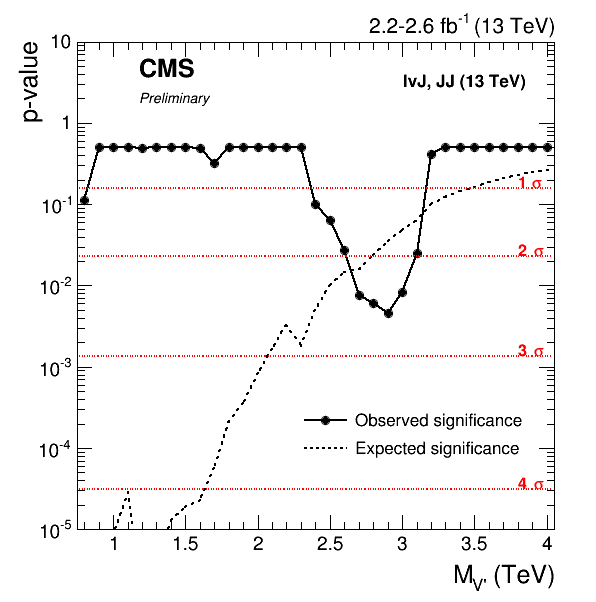 2.2-2.6 fb⁻¹ (13 TeV)
p-value
CMS
Preliminary
lνJ, JJ (13 TeV)
10
1
10⁻¹
10⁻²
10⁻³
10⁻⁴
10⁻⁵
1 σ
2 σ
3 σ
4 σ
Observed significance
Expected significance
1
1.5
2
2.5
3
3.5
4
M_V' (TeV)